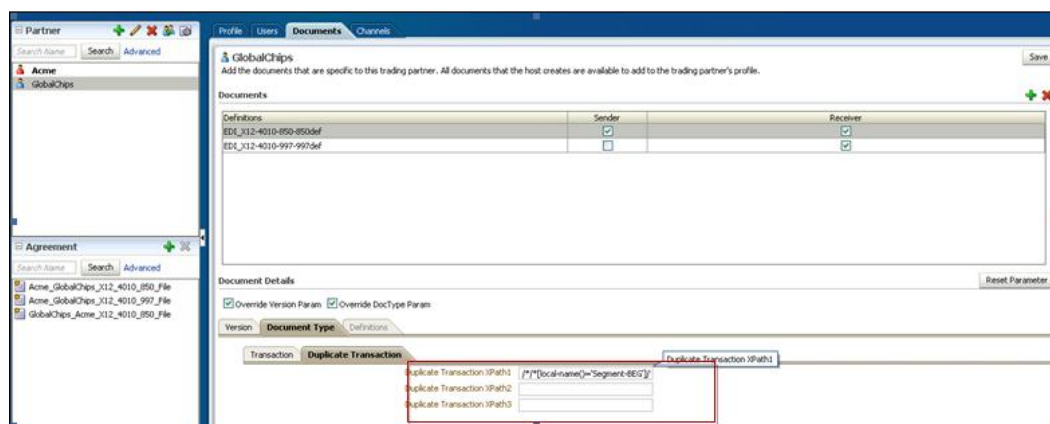 Partner
Search Name Search Advanced
Acme
GlobalChips
Agreement
Search Name Search Advanced
Acme_GlobalChips_X12_4010_850_File
Acme_GlobalChips_X12_4010_997_File
GlobalChips_Acme_X12_4010_850_File
Profile Users Documents Channels
GlobalChips
Save
Add the documents that are specific to this trading partner. All documents that the host creates are available to add to the trading partner's profile.
Documents
Definitions Sender Receiver
EDI_X12-4010-850-850def
EDI_X12-4010-997-997def
Document Details
Reset Parameter
Override Version Param Override DocType Param
Version Document Type Definitions
Transaction Duplicate Transaction
Duplicate Transaction XPath1
Duplicate Transaction XPath1 /*/*[local-name()='Segment-BEG']/
Duplicate Transaction XPath2
Duplicate Transaction XPath3